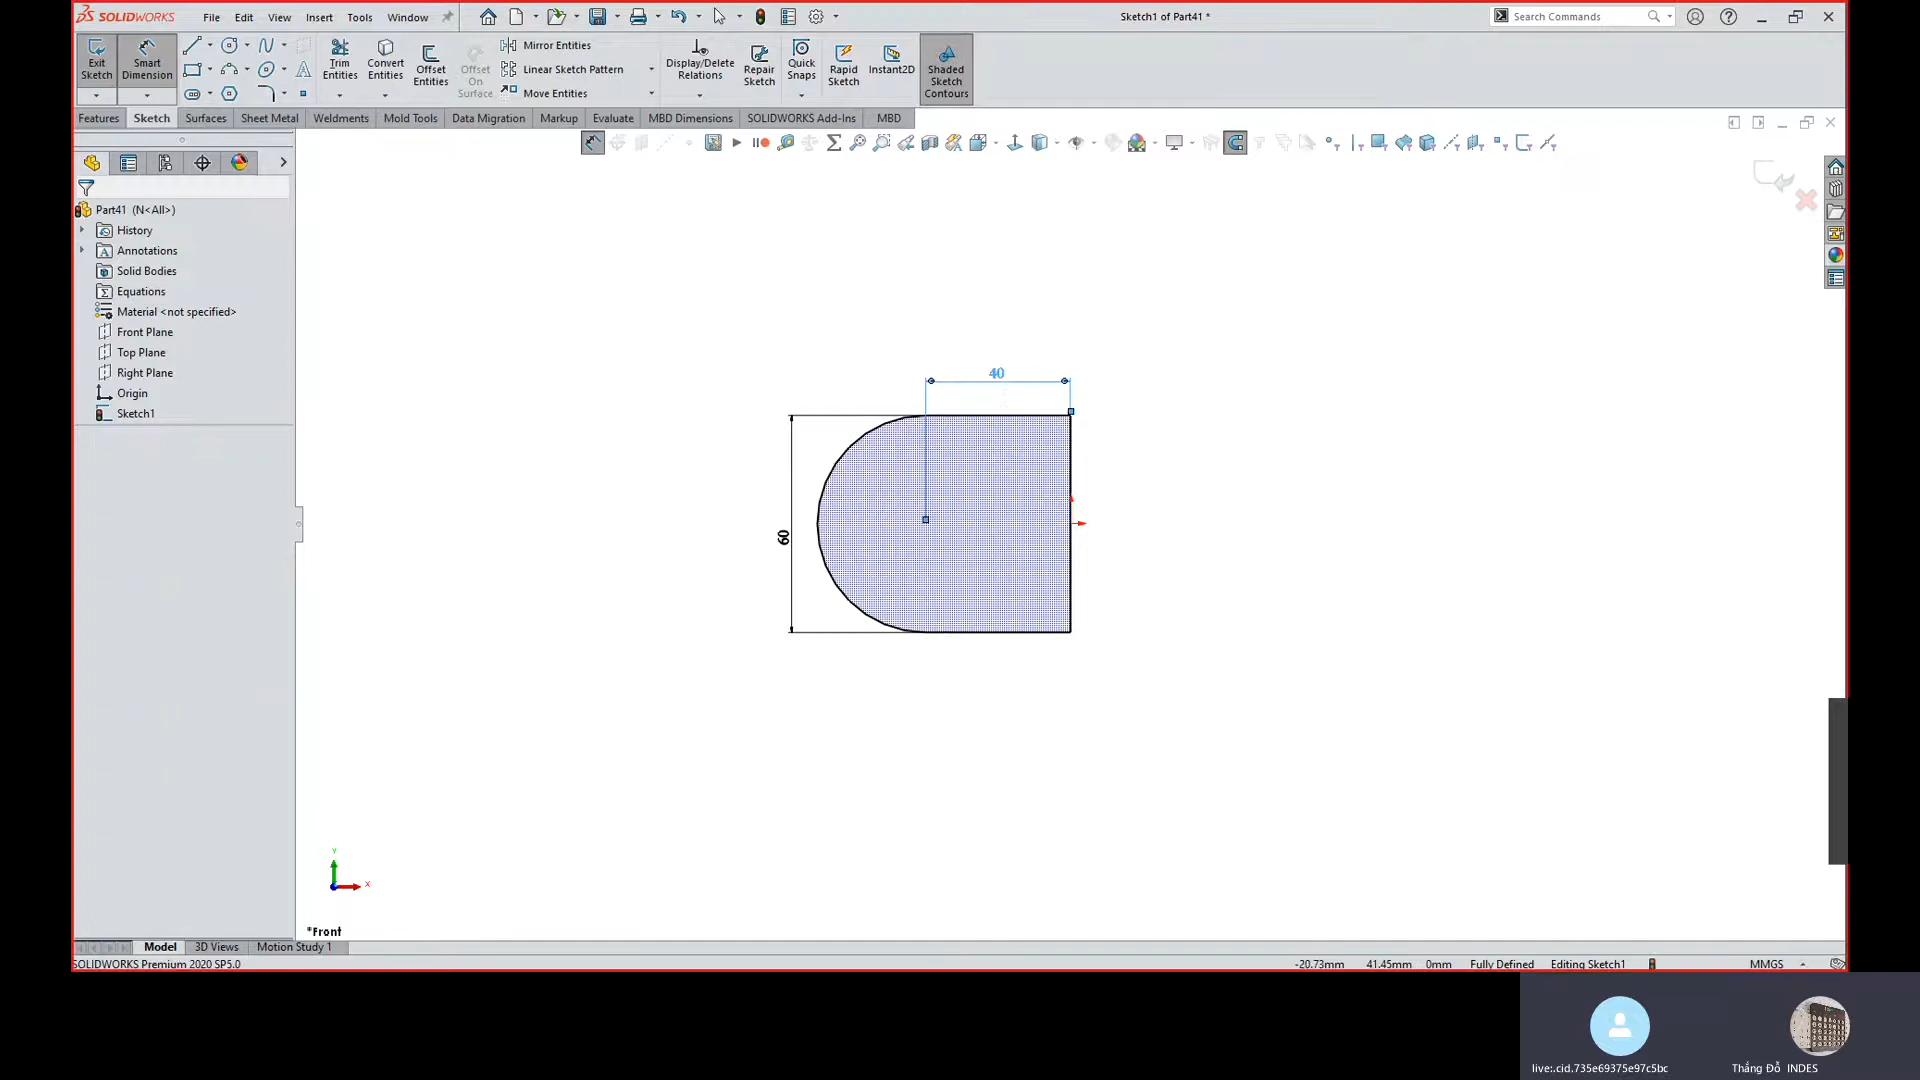 SOLIDWORKS File Edit View Insert Tools Window Sketch1 of Part41 * Search Commands
Exit Sketch Smart Dimension Trim Entities Convert Entities Offset Entities Offset On Surface Mirror Entities Display/Delete Relations Repair Sketch Quick Snaps Rapid Sketch Instant2D Shaded Sketch Contours
Linear Sketch Pattern
Move Entities
Features Sketch Surfaces Sheet Metal Weldments Mold Tools Data Migration Markup Evaluate MBD Dimensions SOLIDWORKS Add-Ins MBD
Part41 (N<All>)
History
Annotations
Solid Bodies
Equations
Material <not specified>
Front Plane
Top Plane
Right Plane
Origin
Sketch1
40
60
Y
X
*Front
Model 3D Views Motion Study 1
SOLIDWORKS Premium 2020 SP5.0 -20.73mm 41.45mm 0mm Fully Defined Editing Sketch1 MMGS
live:.cid.735e69375e97c5bc Thắng Đỗ INDES